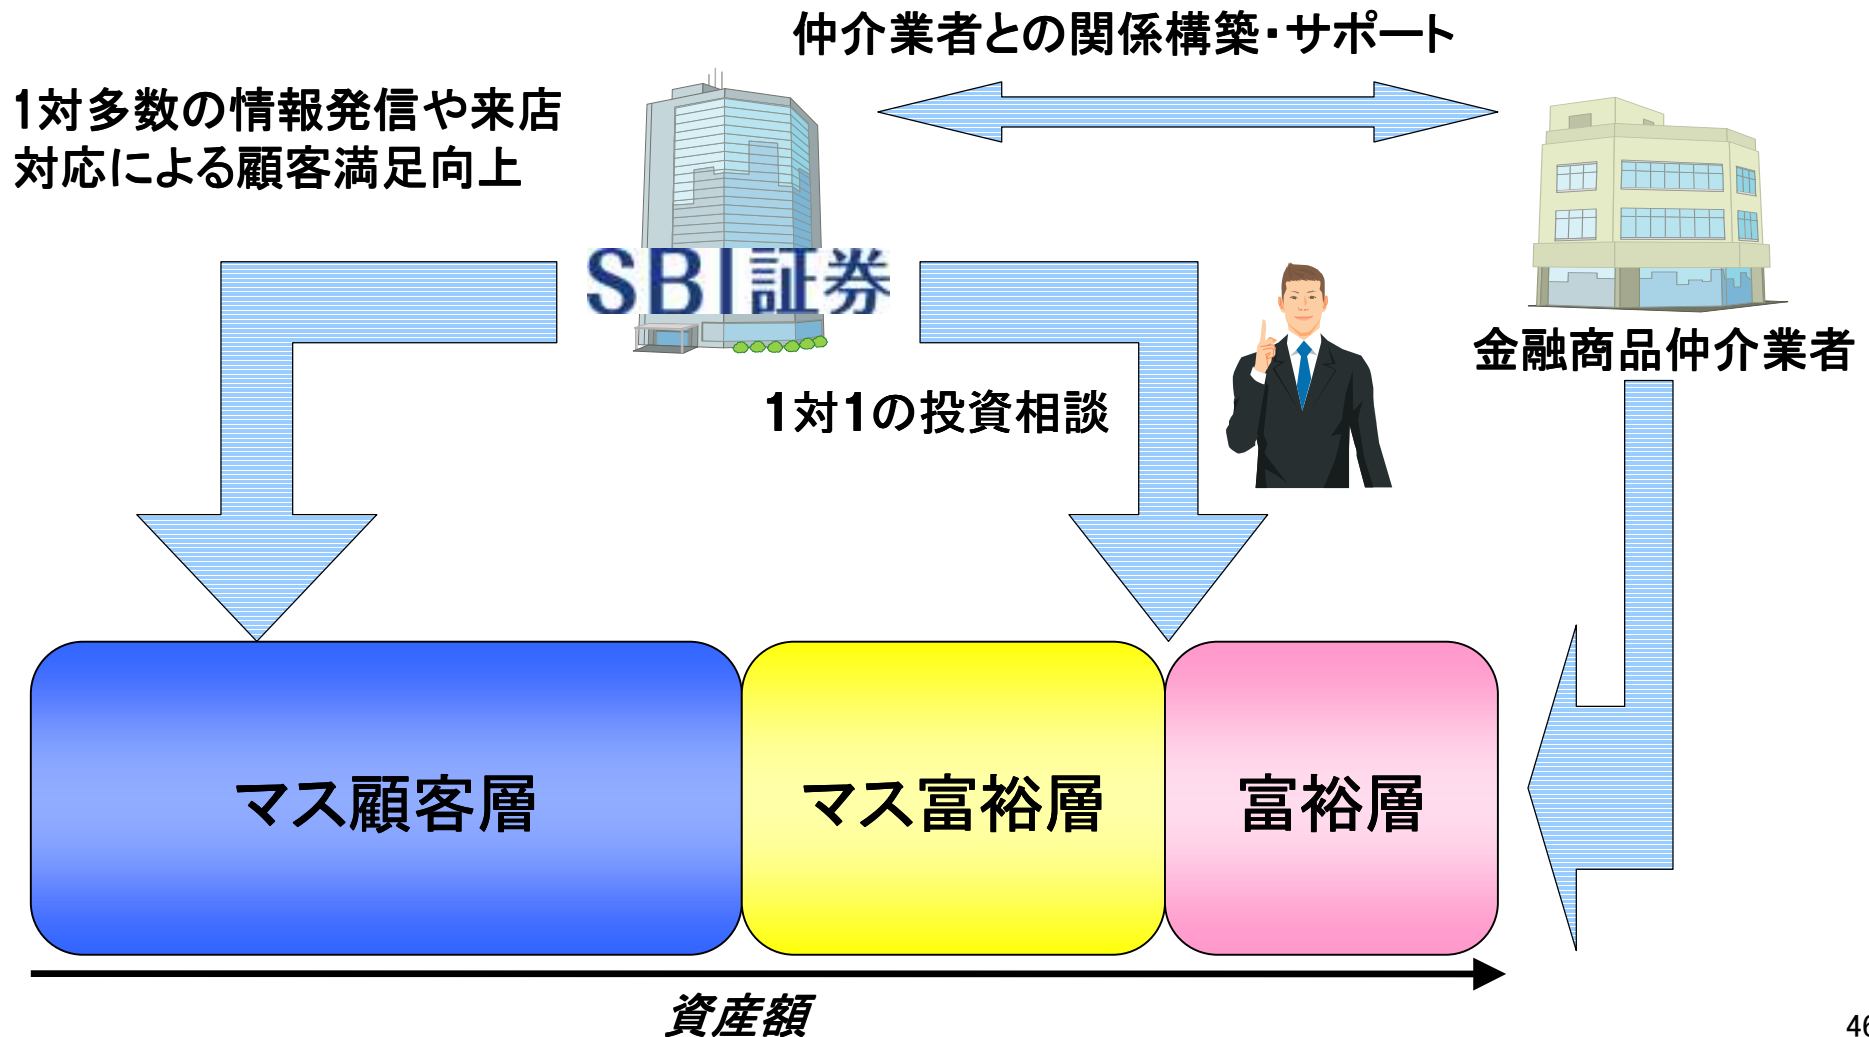 仲介業者との関係構築・サポート
1対多数の情報発信や来店
対応による顧客満足向上
SBI証券
金融商品仲介業者
1対1の投資相談
マス顧客層
マス富裕層
富裕層
資産額
46